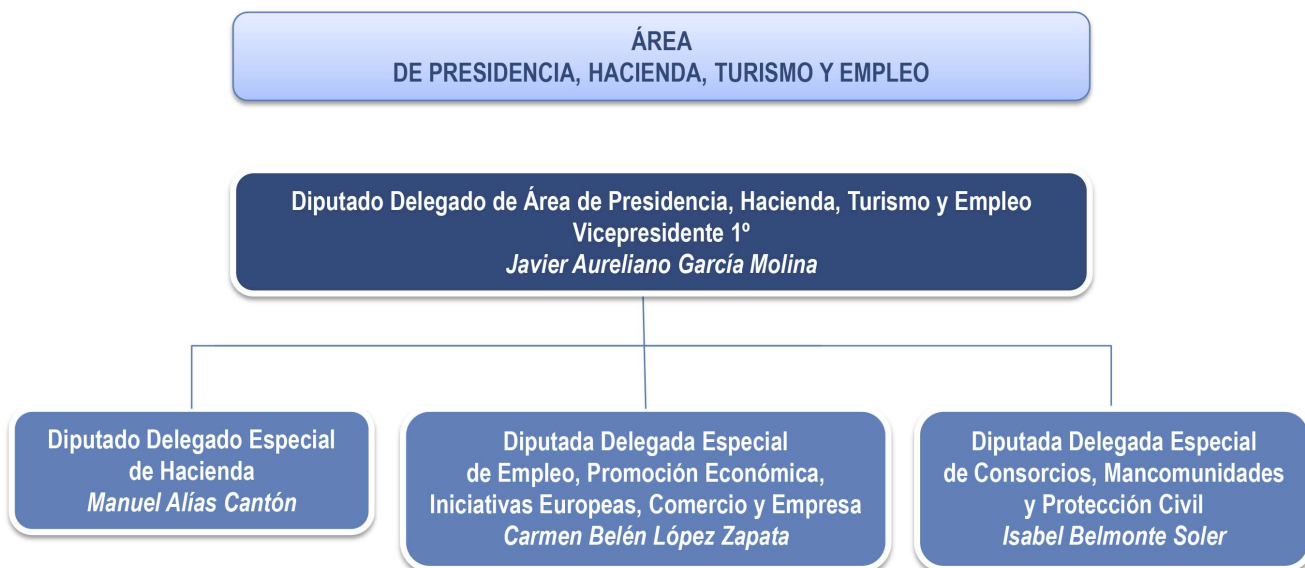 ÁREA
DE PRESIDENCIA, HACIENDA, TURISMO Y EMPLEO
Diputado Delegado de Área de Presidencia, Hacienda, Turismo y Empleo
Vicepresidente 1º
Javier Aureliano García Molina
Diputado Delegado Especial
de Hacienda
Manuel Alías Cantón
Diputada Delegada Especial
de Empleo, Promoción Económica,
Iniciativas Europeas, Comercio y Empresa
Carmen Belén López Zapata
Diputada Delegada Especial
de Consorcios, Mancomunidades
y Protección Civil
Isabel Belmonte Soler